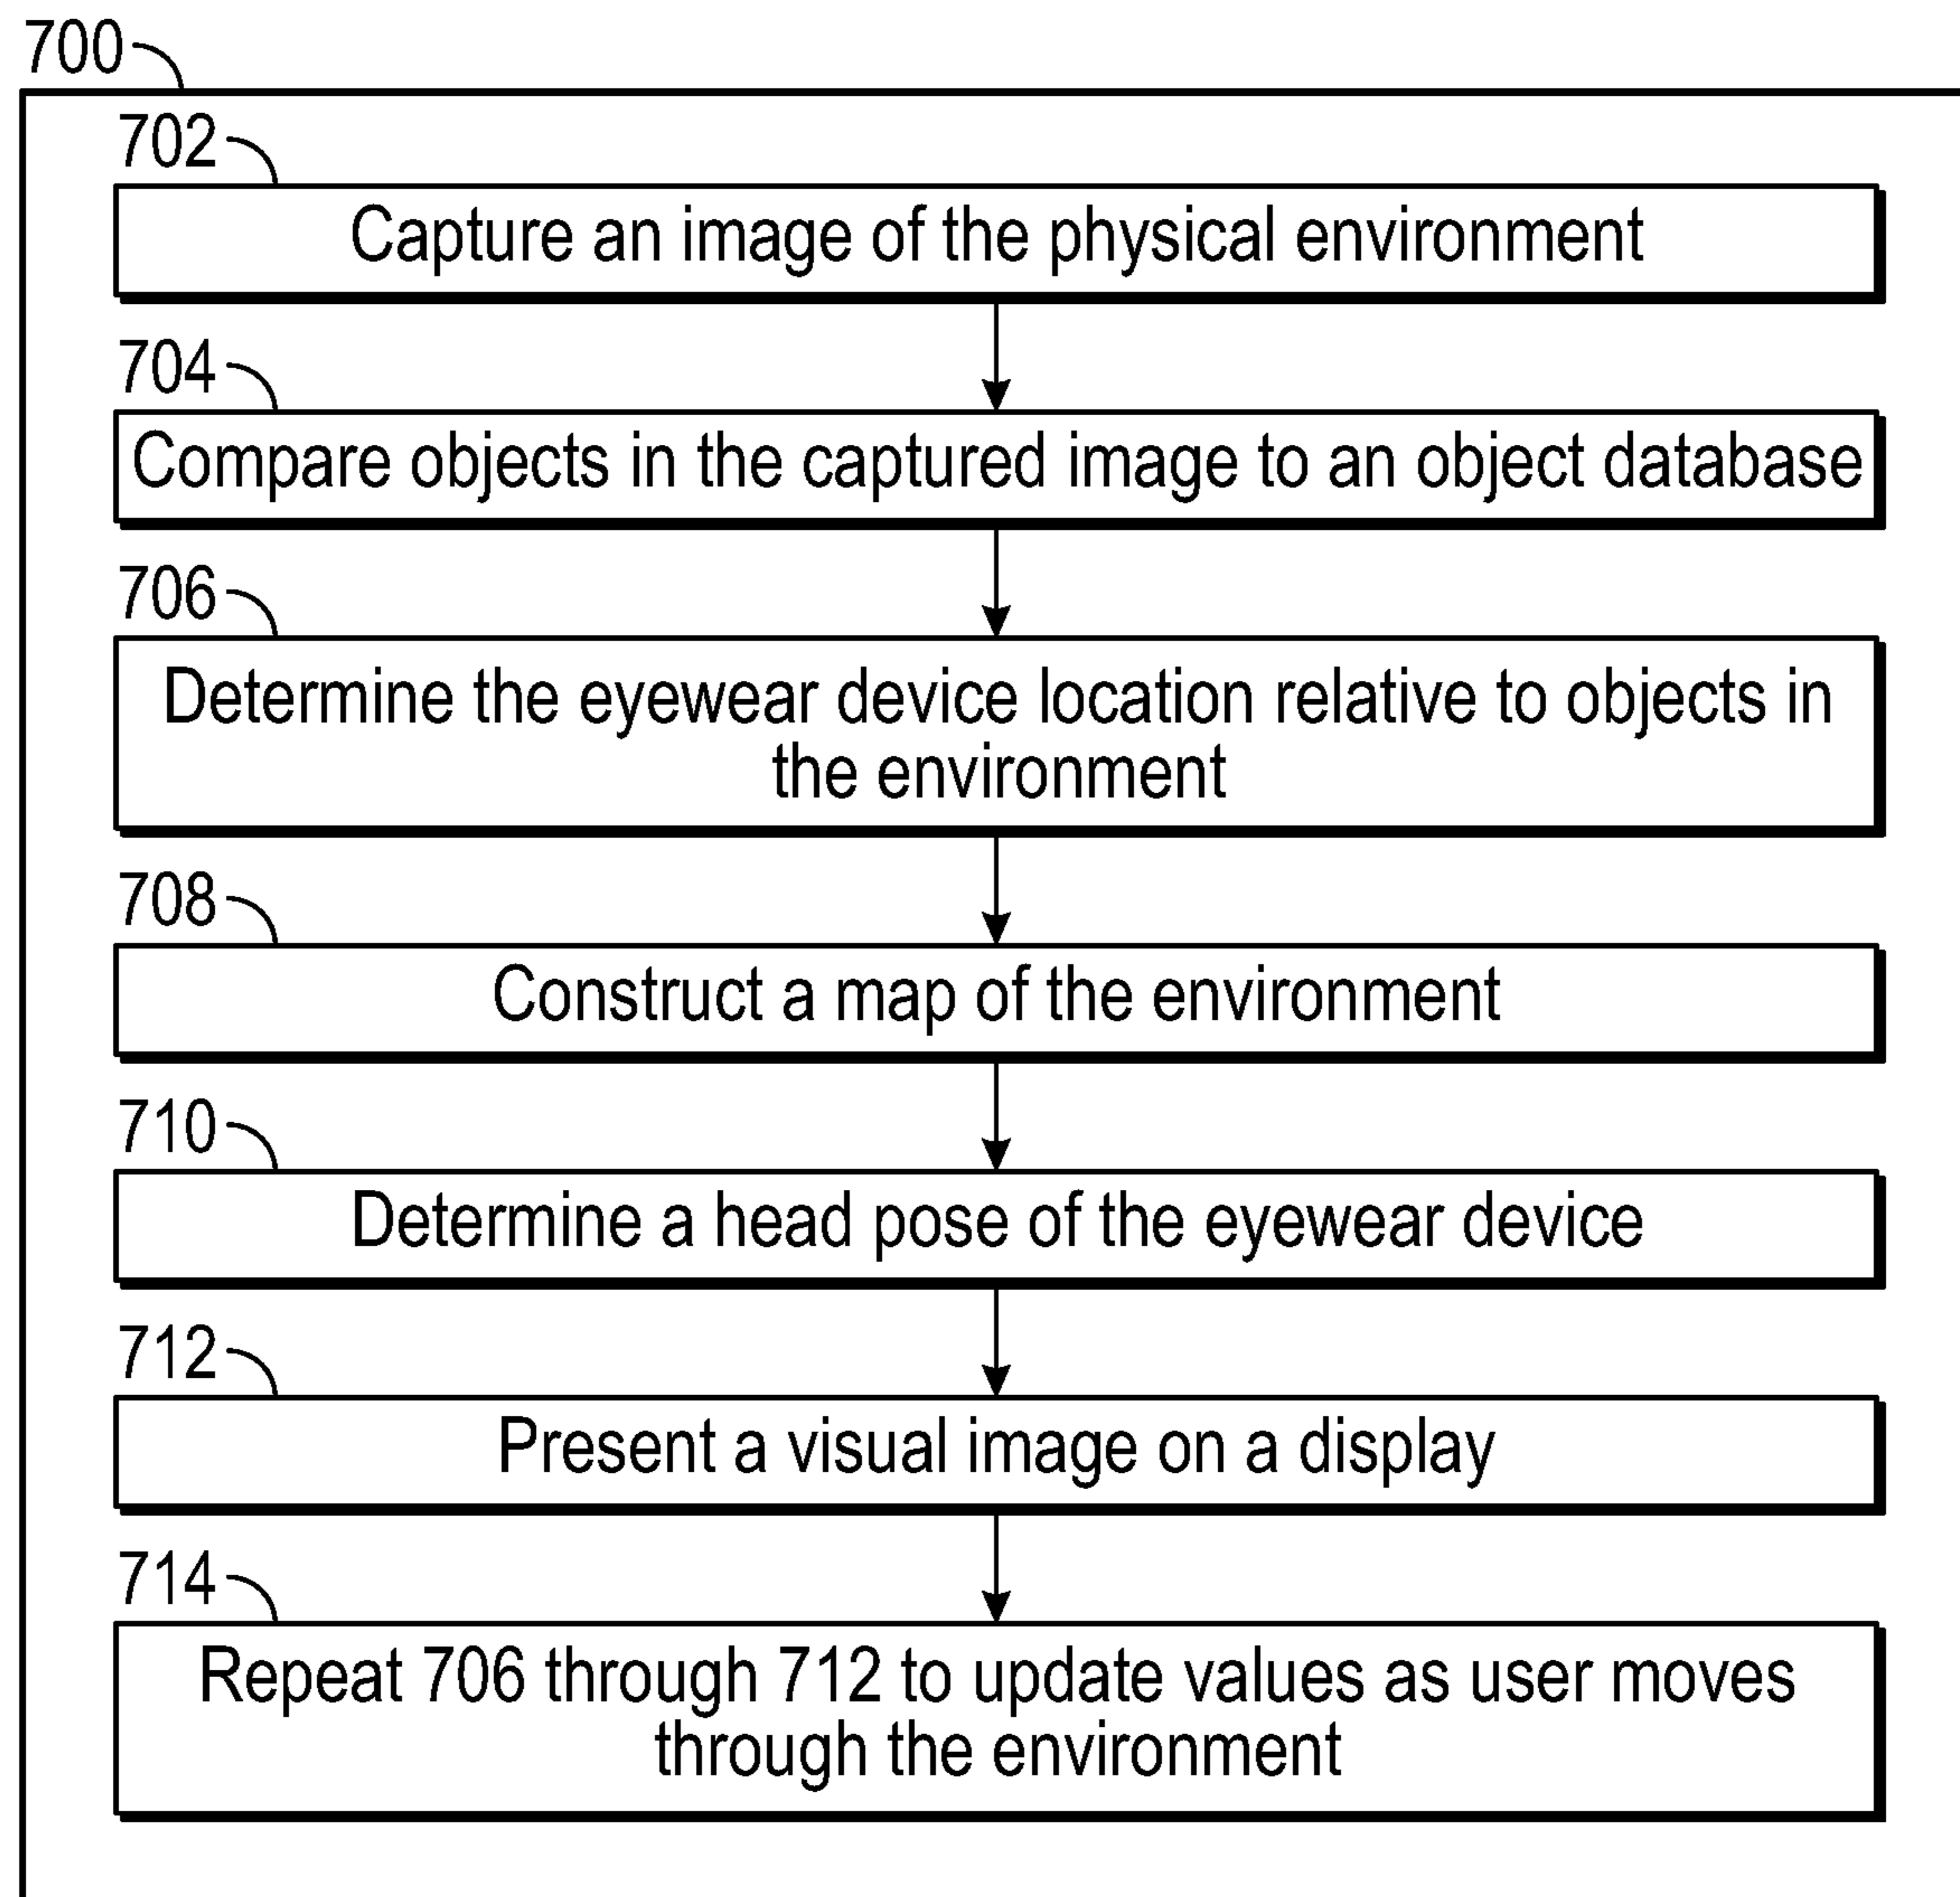 700
702
Capture an image of the physical environment
704
Compare objects in the captured image to an object database
706
Determine the eyewear device location relative to objects in
the environment
708
Construct a map of the environment
710
Determine a head pose of the eyewear device
712
Present a visual image on a display
714
Repeat 706 through 712 to update values as user moves
through the environment